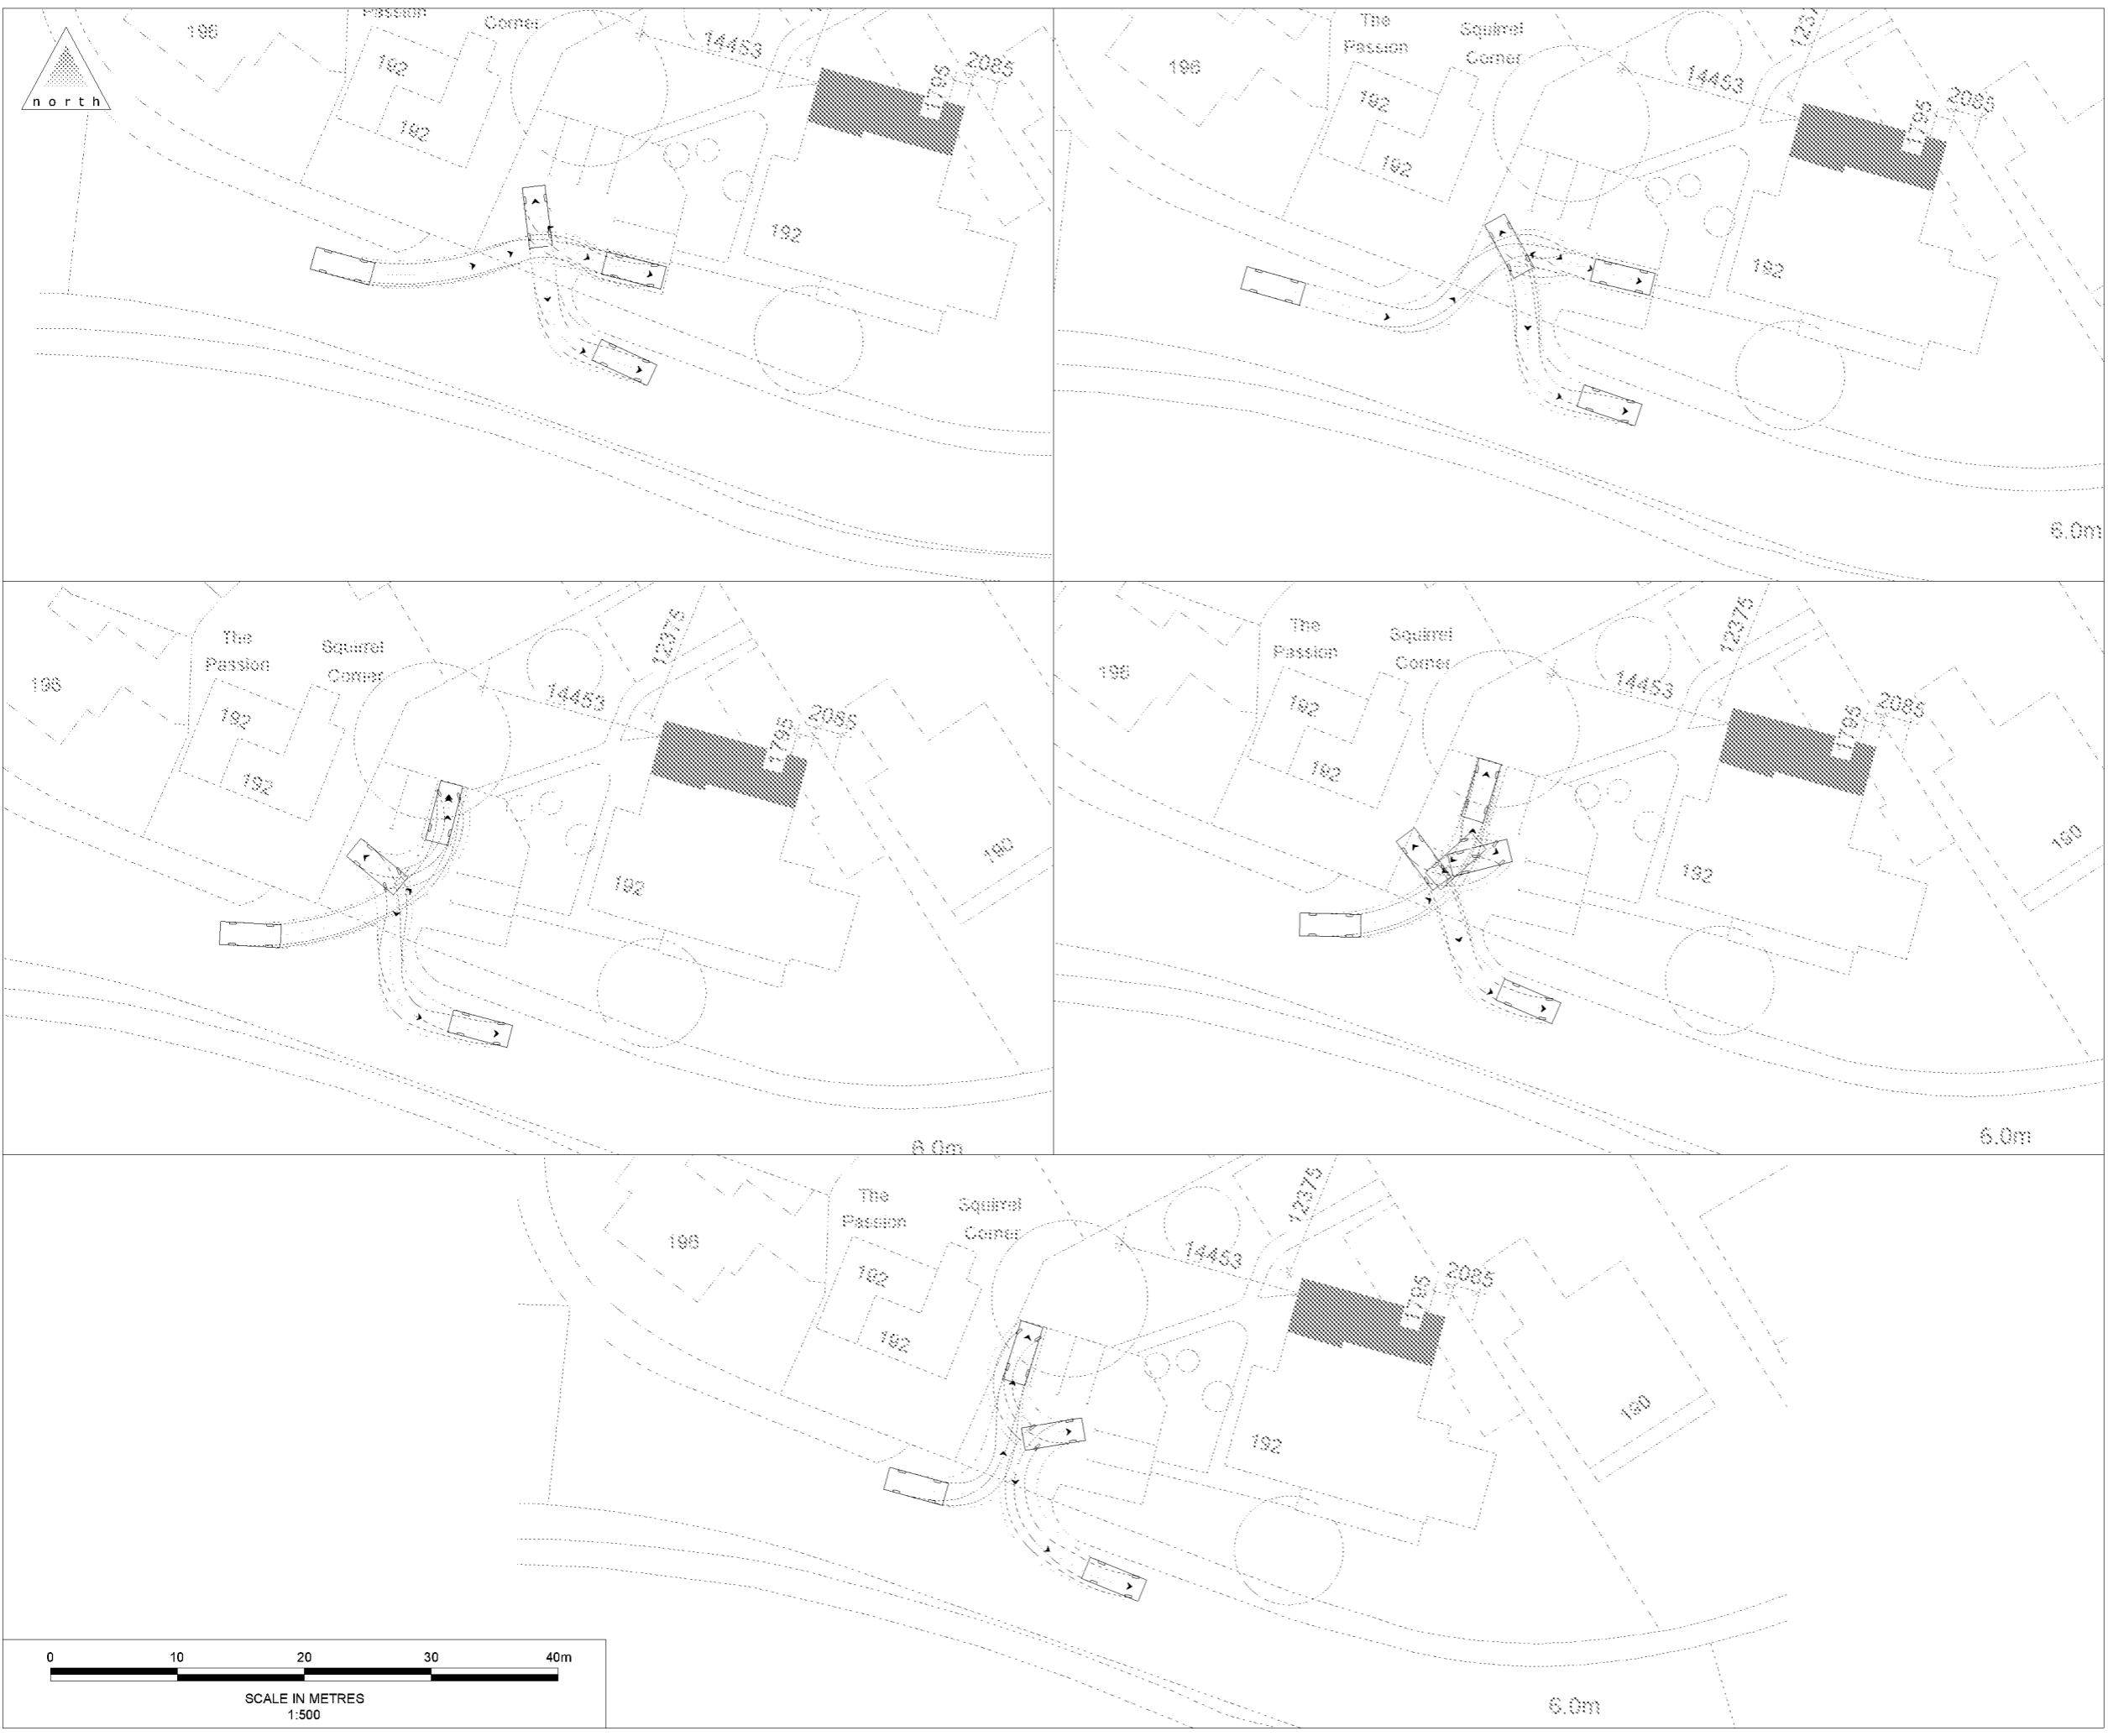 Passion
Corner
196
north
192
14453
1795
2085
192
192
The
Passion
Squirrel
Corner
196
192
14453
1795
2085
192
192
6.0m
The
Passion
Squirrel
Corner
12375
196
192
14453
1795
2085
192
192
190
6.0m
The
Passion
Squirrel
Corner
12375
196
192
14453
1795
2085
192
192
190
6.0m
The
Passion
Squirrel
Corner
12375
196
192
14453
1795
2085
192
192
190
0 10 20 30 40m
SCALE IN METRES
1:500
6.0m